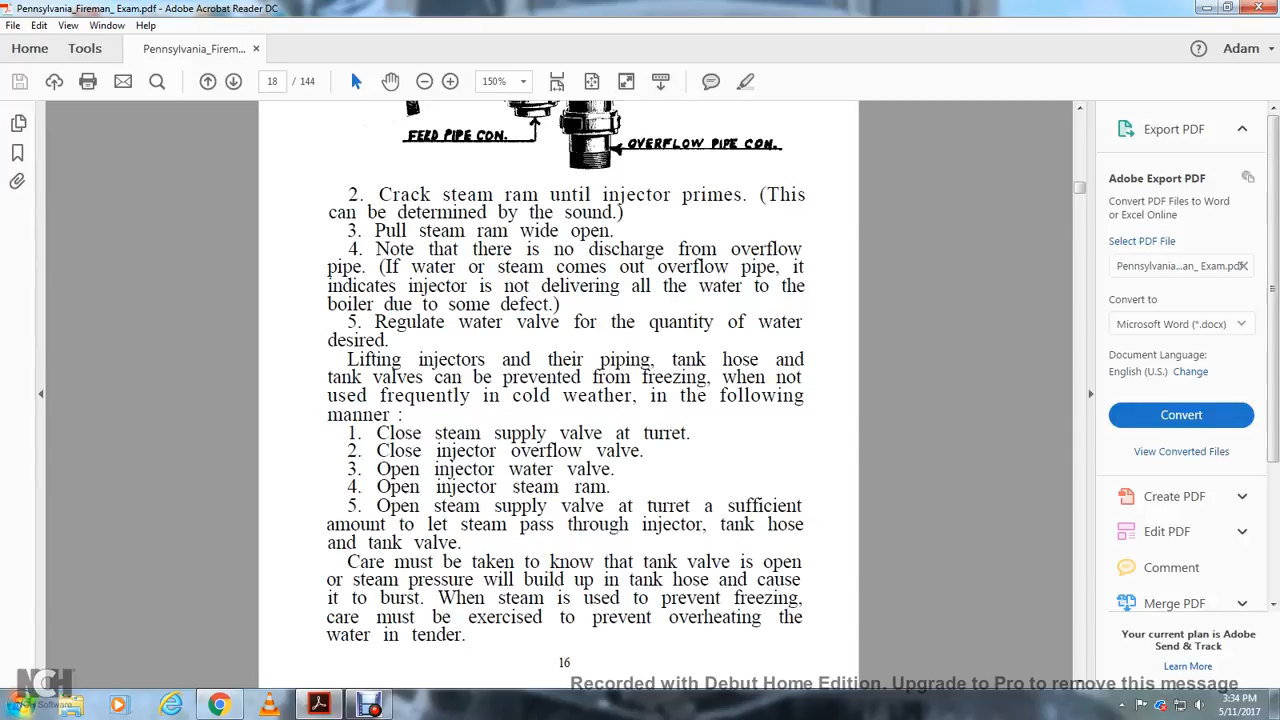 Pennsylvania_Fireman_ Exam.pdf - Adobe Acrobat Reader DC
File Edit View Window Help
Home Tools Pennsylvania_Firem... × Adam
18 / 144 150%
FEED PIPE CON.
OVERFLOW PIPE CON.
2. Crack steam ram until injector primes. (This
can be determined by the sound.)
3. Pull steam ram wide open.
4. Note that there is no discharge from overflow
pipe. (If water or steam comes out overflow pipe, it
indicates injector is not delivering all the water to the
boiler due to some defect.)
5. Regulate water valve for the quantity of water
desired.
Lifting injectors and their piping, tank hose and
tank valves can be prevented from freezing, when not
used frequently in cold weather, in the following
manner :
1. Close steam supply valve at turret.
2. Close injector overflow valve.
3. Open injector water valve.
4. Open injector steam ram.
5. Open steam supply valve at turret a sufficient
amount to let steam pass through injector, tank hose
and tank valve.
Care must be taken to know that tank valve is open
or steam pressure will build up in tank hose and cause
it to burst. When steam is used to prevent freezing,
care must be exercised to prevent overheating the
water in tender.
16
Export PDF
Adobe Export PDF
Convert PDF Files to Word
or Excel Online
Select PDF File
Pennsylvania...an_ Exam.pdf
Convert to
Microsoft Word (*.docx)
Document Language:
English (U.S.) Change
Convert
View Converted Files
Create PDF
Edit PDF
Comment
Merge PDF
Your current plan is Adobe
Send & Track
Learn More
NCH
Software
Recorded with Debut Home Edition. Upgrade to Pro to remove this message
3:34 PM
5/11/2017